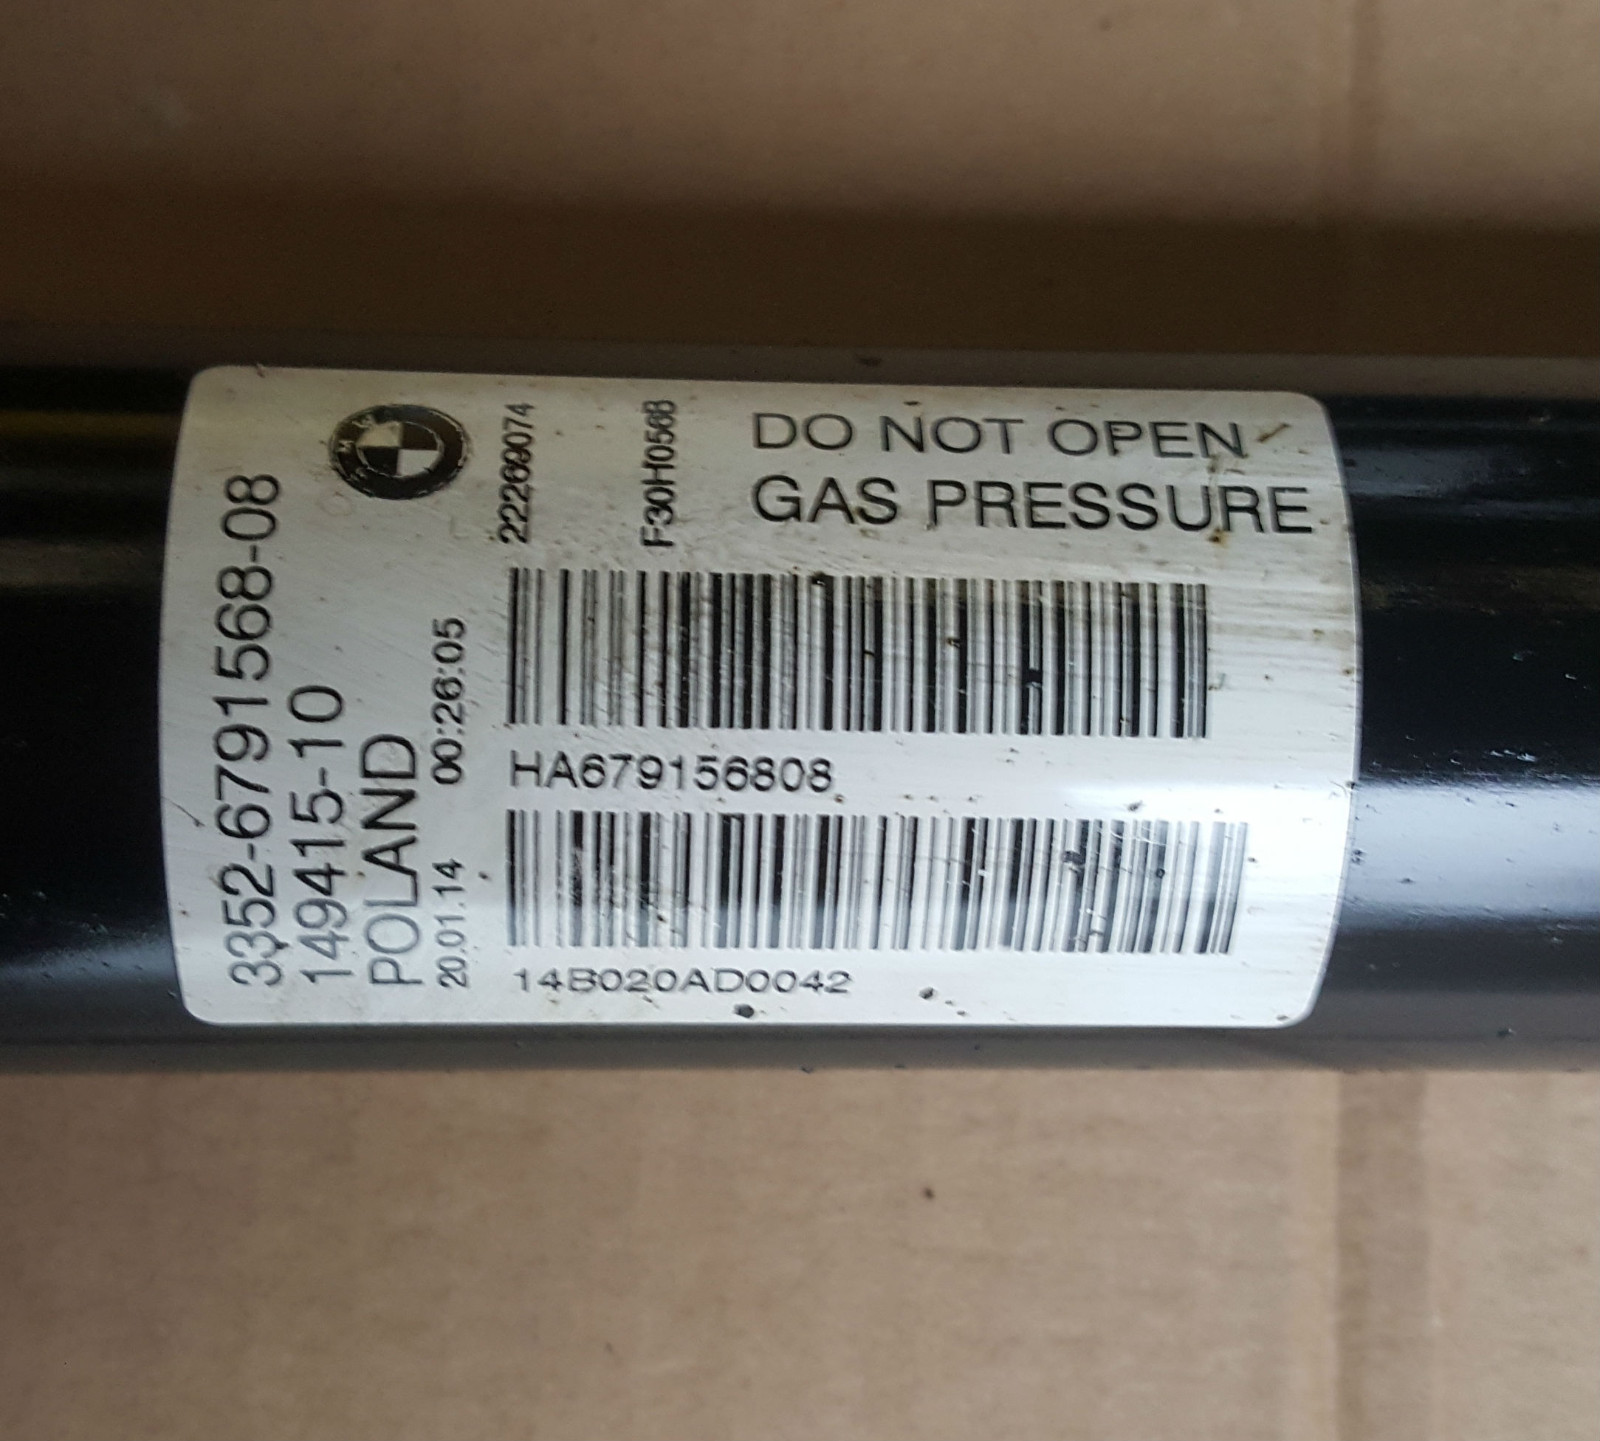 3352-6791568-08
149415-10
POLAND
20.01.14 00:26:05
22269074
F30H056B
DO NOT OPEN
GAS PRESSURE
HA679156808
14B020AD0042